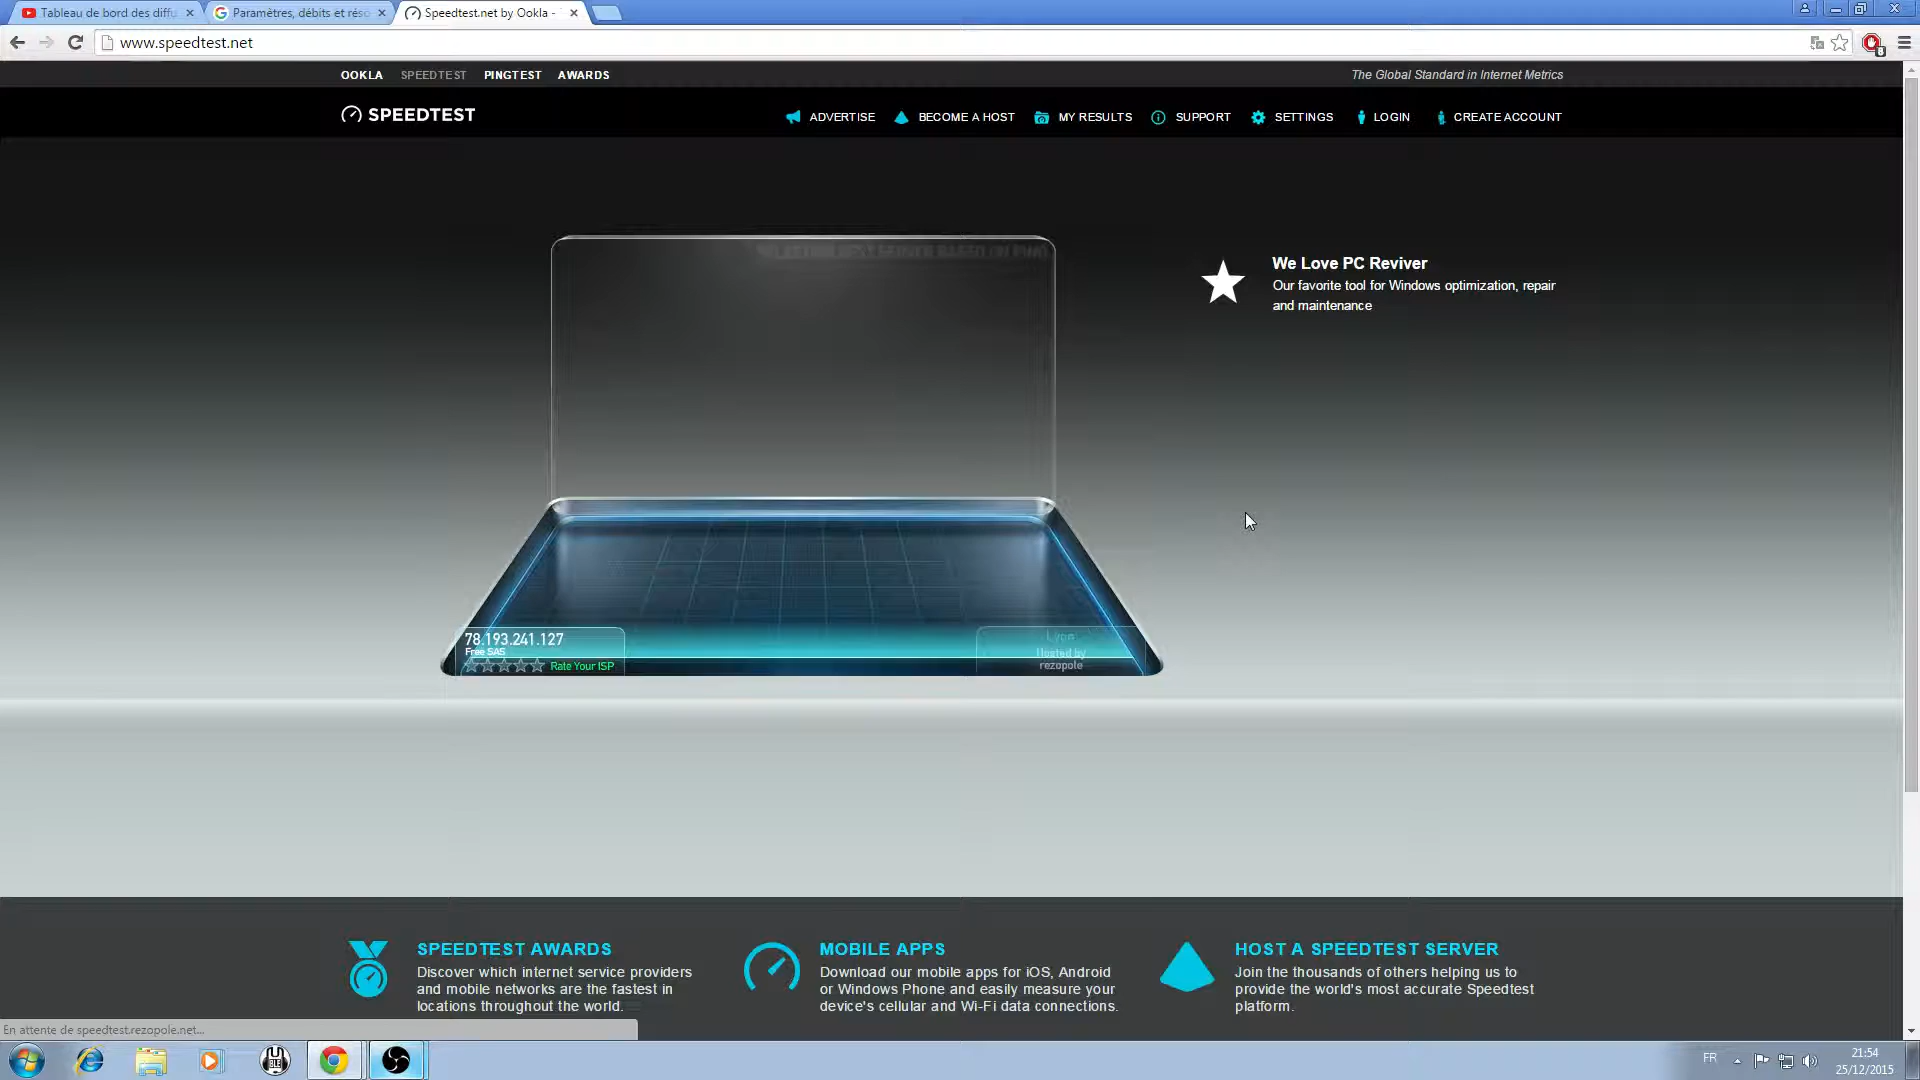 Tableau de bord des diffu
Paramètres, débits et réso
Speedtest.net by Ookla -
www.speedtest.net
8
OOKLA SPEEDTEST PINGTEST AWARDS
The Global Standard in Internet Metrics
SPEEDTEST
ADVERTISE BECOME A HOST MY RESULTS SUPPORT SETTINGS LOGIN CREATE ACCOUNT
We Love PC Reviver
Our favorite tool for Windows optimization, repair
and maintenance
78.193.241.127
Free SAS
Rate Your ISP
Lyon
Hosted by
rezopole
SPEEDTEST AWARDS
Discover which internet service providers
and mobile networks are the fastest in
locations throughout the world.
MOBILE APPS
Download our mobile apps for iOS, Android
or Windows Phone and easily measure your
device's cellular and Wi-Fi data connections.
HOST A SPEEDTEST SERVER
Join the thousands of others helping us to
provide the world's most accurate Speedtest
platform.
En attente de speedtest.rezopole.net...
FR
21:54
25/12/2015